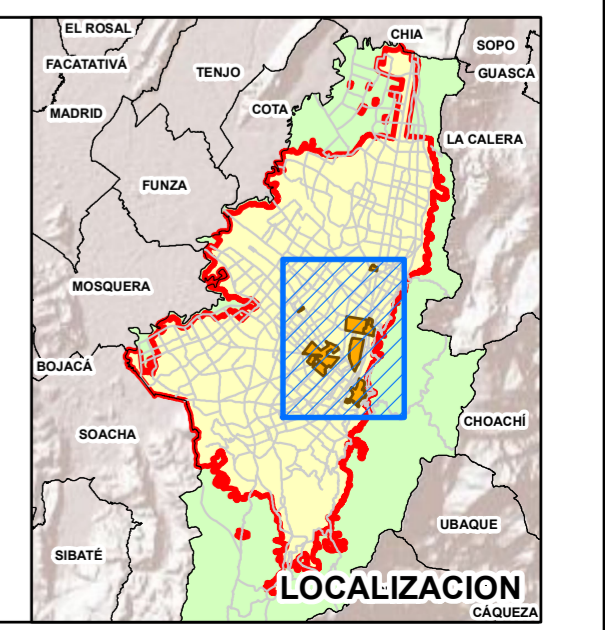 EL ROSAL
CHIA
SOPO
FACATATIVÁ
TENJO
GUASCA
MADRID
COTA
LA CALERA
FUNZA
MOSQUERA
BOJACÁ
CHOACHÍ
SOACHA
UBAQUE
SIBATÉ
LOCALIZACION
CÁQUEZA